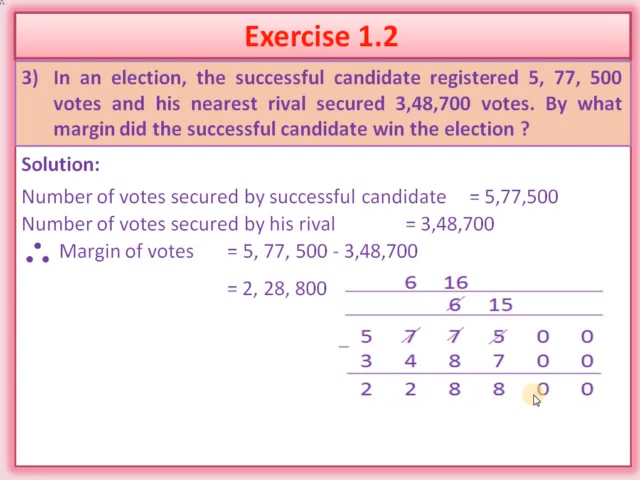 Exercise 1.2
3) In an election, the successful candidate registered 5, 77, 500
votes and his nearest rival secured 3,48,700 votes. By what
margin did the successful candidate win the election ?
Solution:
Number of votes secured by successful candidate = 5,77,500
Number of votes secured by his rival = 3,48,700
∴ Margin of votes = 5, 77, 500 - 3,48,700
= 2, 28, 800
6 16
6 15
5 7 7 5 0 0
– 3 4 8 7 0 0
2 2 8 8 0 0